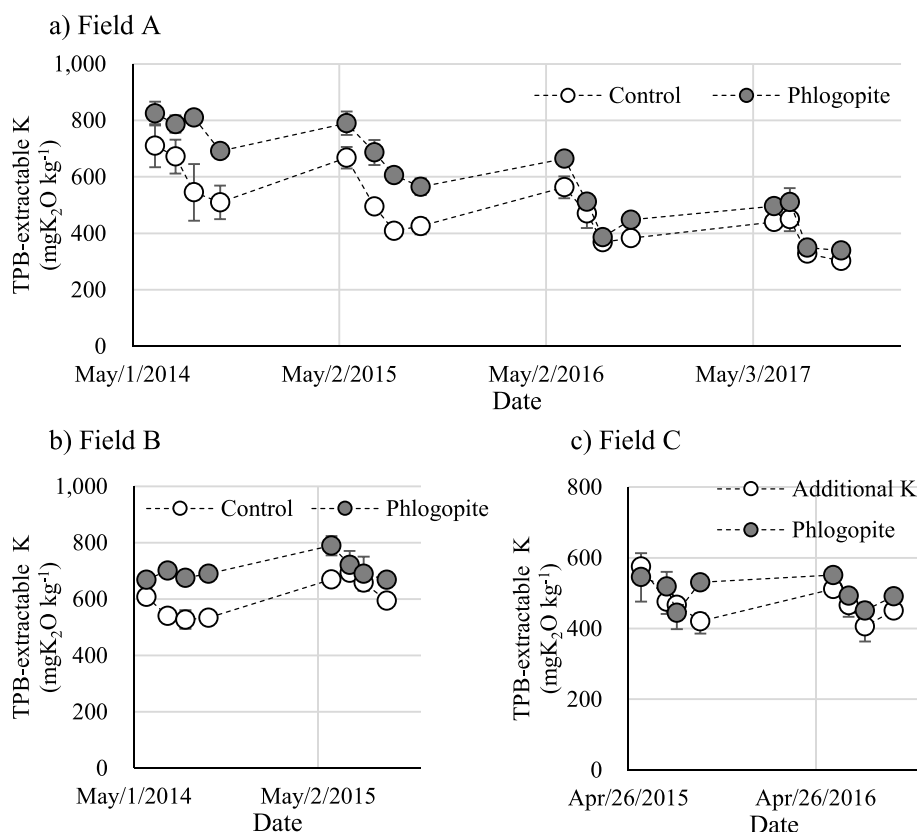 a) Field A
1,000
800
600
400
200
0
TPB-extractable K
(mgK₂O kg⁻¹)
Control
Phlogopite
May/1/2014
May/2/2015
May/2/2016
May/3/2017
Date
b) Field B
1,000
800
600
400
200
0
TPB-extractable K
(mgK₂O kg⁻¹)
Control
Phlogopite
May/1/2014
May/2/2015
Date
c) Field C
800
600
400
200
0
TPB-extractable K
(mgK₂O kg⁻¹)
Additional K
Phlogopite
Apr/26/2015
Apr/26/2016
Date